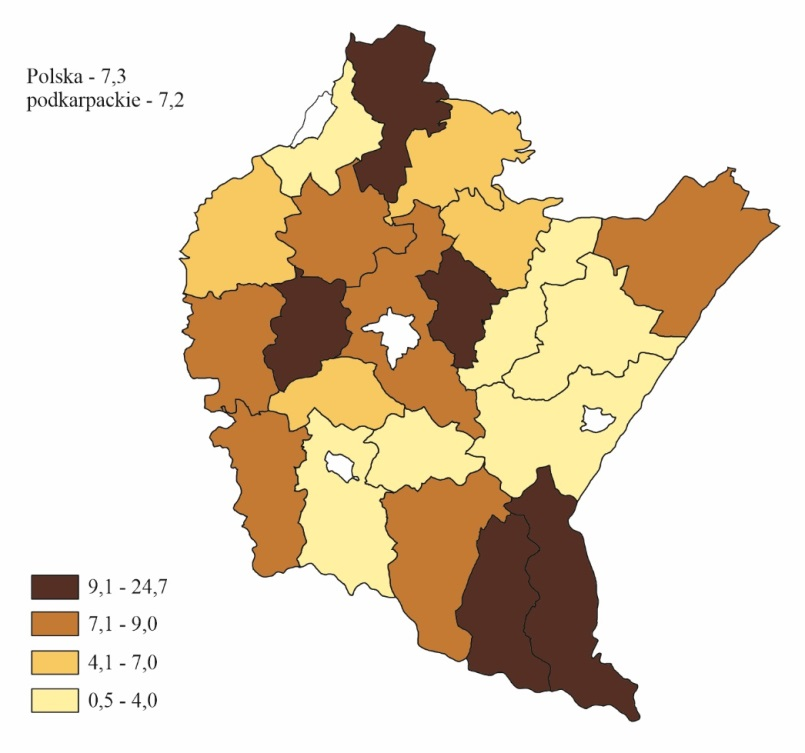 Polska - 7,3
podkarpackie - 7,2
9,1 - 24,7
7,1 - 9,0
4,1 - 7,0
0,5 - 4,0